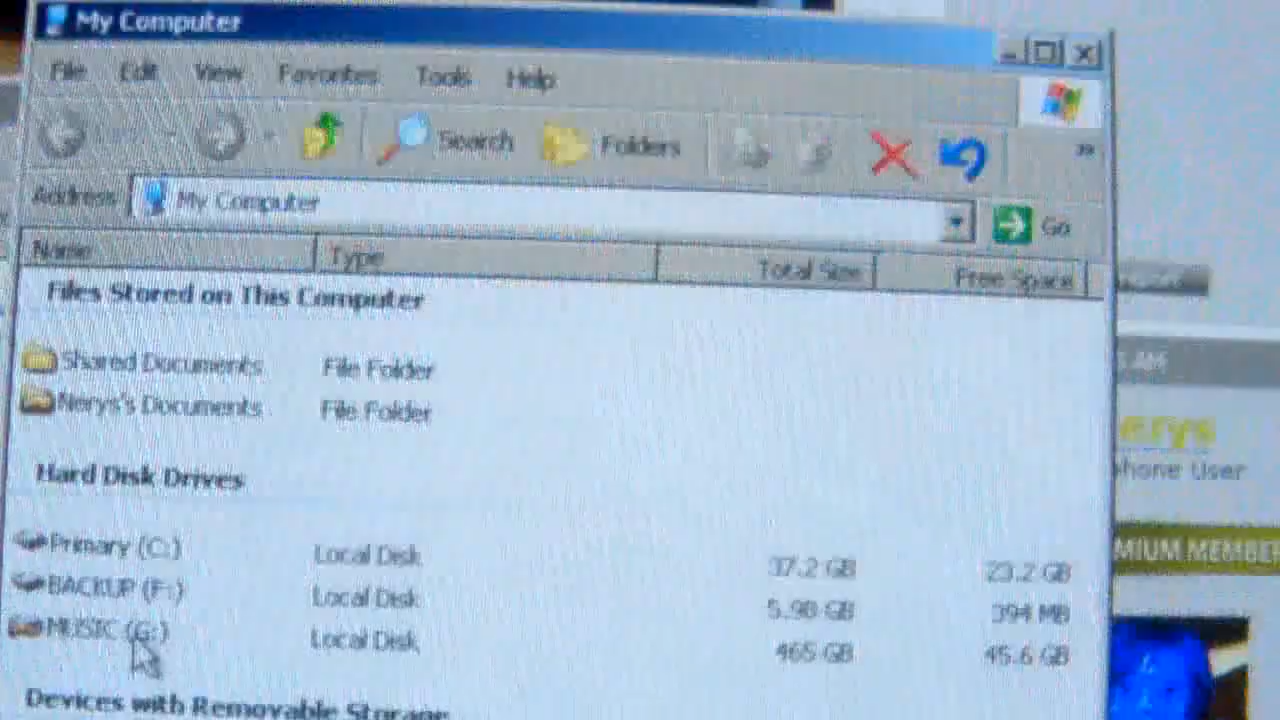 My Computer
File Edit View Favorites Tools Help
Search Folders »
Address My Computer Go
Name Type Total Size Free Space
Files Stored on This Computer
Shared Documents File Folder
Nerys's Documents File Folder
Hard Disk Drives
Primary (C:) Local Disk 37.2 GB 23.2 GB
BACKUP (F:) Local Disk 5.98 GB 394 MB
MUSIC (G:) Local Disk 465 GB 45.6 GB
Devices with Removable Storage
AM
erys
phone User
MIUM MEMBER